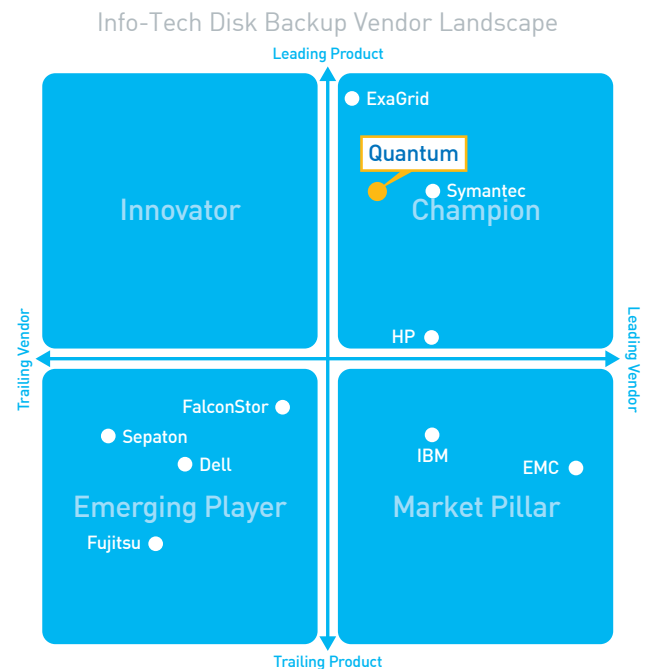 Info-Tech Disk Backup Vendor Landscape
Leading Product
ExaGrid
Quantum
Symantec
Innovator
Champion
HP
Trailing Vendor
Leading Vendor
FalconStor
Sepaton
IBM
Dell
EMC
Emerging Player
Market Pillar
Fujitsu
Trailing Product